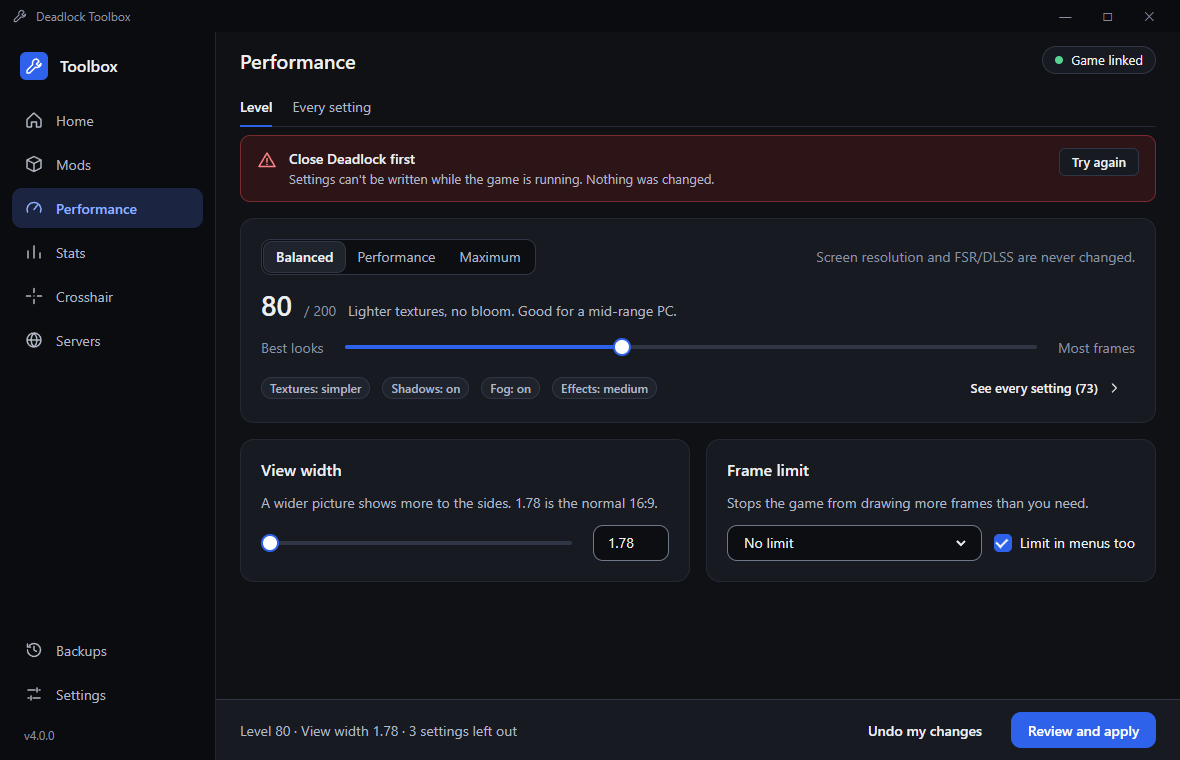 Deadlock Toolbox
Toolbox
Home
Mods
Performance
Stats
Crosshair
Servers
Backups
Settings
v4.0.0
Performance
Game linked
Level
Every setting
Close Deadlock first
Settings can't be written while the game is running. Nothing was changed.
Try again
Balanced
Performance
Maximum
Screen resolution and FSR/DLSS are never changed.
80 / 200 Lighter textures, no bloom. Good for a mid-range PC.
Best looks
Most frames
Textures: simpler
Shadows: on
Fog: on
Effects: medium
See every setting (73)
View width
A wider picture shows more to the sides. 1.78 is the normal 16:9.
1.78
Frame limit
Stops the game from drawing more frames than you need.
No limit
Limit in menus too
Level 80 · View width 1.78 · 3 settings left out
Undo my changes
Review and apply